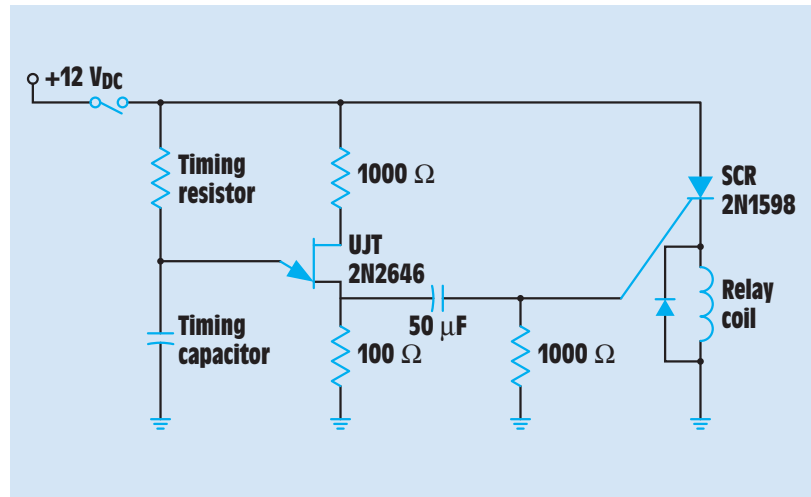 +12 VDC
Timing
resistor
1000 Ω
SCR
2N1598
UJT
2N2646
Relay
coil
50 μF
Timing
capacitor
100 Ω
1000 Ω